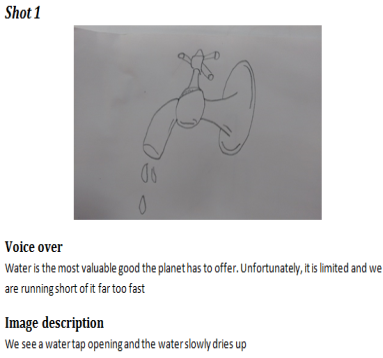 Shot 1
Voice over
Water is the most valuable good the planet has to offer. Unfortunately, it is limited and we
are running short of it far too fast
Image description
We see a water tap opening and the water slowly dries up